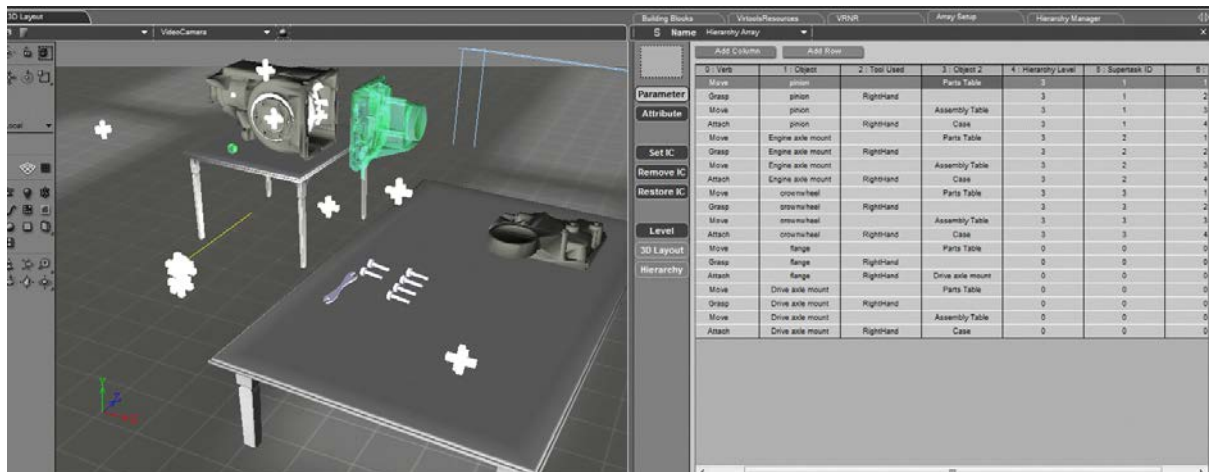 3D Layout
VideoCamera
Building Blocks VirtoolsResources VRNR Array Setup Hierarchy Manager
S Name Hierarchy Array X
Add Column Add Row
0 : Verb 1 : Object 2 : Tool Used 3 : Object 2 4 : Hierarchy Level 5 : Supertask ID 6 :
Move pinion Parts Table 3 1 1
Grasp pinion RightHand 3 1 2
Move pinion Assembly Table 3 1 3
Attach pinion RightHand Case 3 1 4
Move Engine axle mount Parts Table 3 2 1
Grasp Engine axle mount RightHand 3 2 2
Move Engine axle mount Assembly Table 3 2 3
Attach Engine axle mount RightHand Case 3 2 4
Move crownwheel Parts Table 3 3 1
Grasp crownwheel RightHand 3 3 2
Move crownwheel Assembly Table 3 3 3
Attach crownwheel RightHand Case 3 3 4
Move flange Parts Table 0 0 0
Grasp flange RightHand 0 0 0
Attach flange RightHand Drive axle mount 0 0 0
Move Drive axle mount Parts Table 0 0 0
Grasp Drive axle mount RightHand 0 0 0
Move Drive axle mount Assembly Table 0 0 0
Attach Drive axle mount RightHand Case 0 0 0
Parameter
Attribute
Set IC
Remove IC
Restore IC
Level
3D Layout
Hierarchy